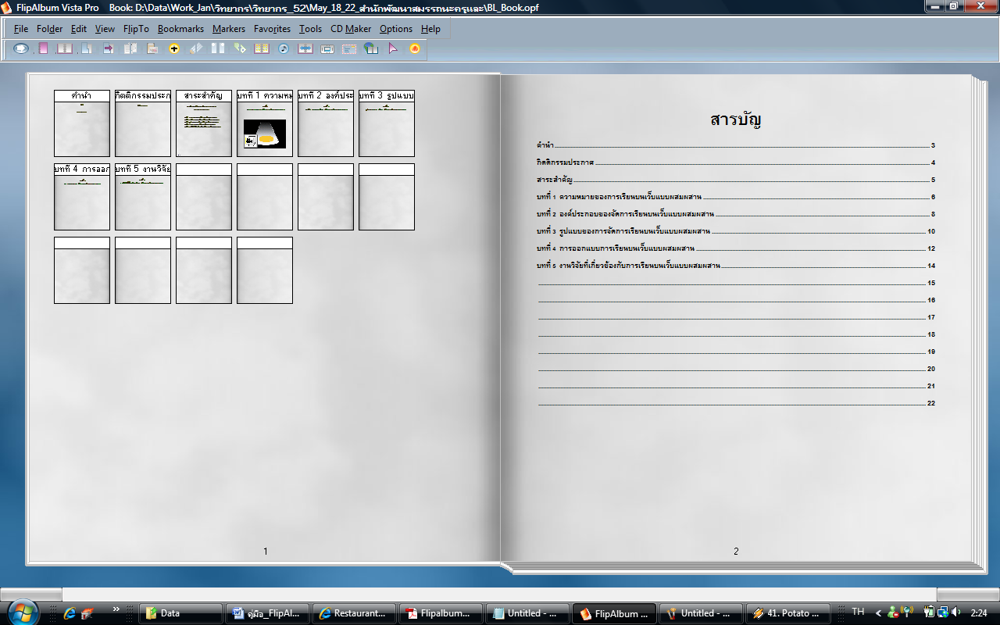 FlipAlbum Vista Pro Book: D:\Data\Work_Jan\วิทยากร\วิทยากร_52\May_18_22_สำนักพัฒนาสมรรถนะครูและ\BL_Book.opf
File Folder Edit View FlipTo Bookmarks Markers Favorites Tools CD Maker Options Help
คำนำ กิตติกรรมประก สาระสำคัญ บทที่ 1 ความหม บทที่ 2 องค์ประ บทที่ 3 รูปแบบ
บทที่ 4 การออก บทที่ 5 งานวิจัย
1
สารบัญ
คำนำ 3
กิตติกรรมประกาศ 4
สาระสำคัญ 5
บทที่ 1 ความหมายของการเรียนบนเว็บแบบผสมผสาน 6
บทที่ 2 องค์ประกอบของจัดการเรียนบนเว็บแบบผสมผสาน 8
บทที่ 3 รูปแบบของการจัดการเรียนบนเว็บแบบผสมผสาน 10
บทที่ 4 การออกแบบการเรียนบนเว็บแบบผสมผสาน 12
บทที่ 5 งานวิจัยที่เกี่ยวข้องกับการเรียนบนเว็บแบบผสมผสาน 14
15
16
17
18
19
20
21
22
2
Data คู่มือ_FlipAl... Restaurant... Flipalbum... Untitled - ... FlipAlbum ... Untitled - ... 41. Potato ... TH 2:24